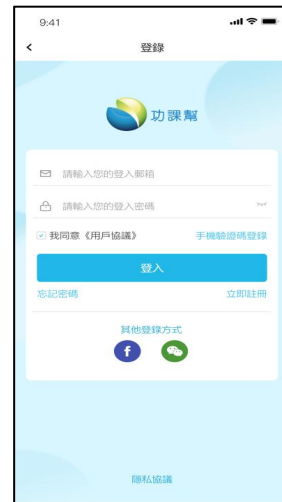 9:41
登錄
功課幫
請輸入您的登入郵箱
請輸入您的登入密碼
我同意《用戶協議》 手機驗證碼登錄
登入
忘記密碼 立即註冊
其他登錄方式
f
隱私協議